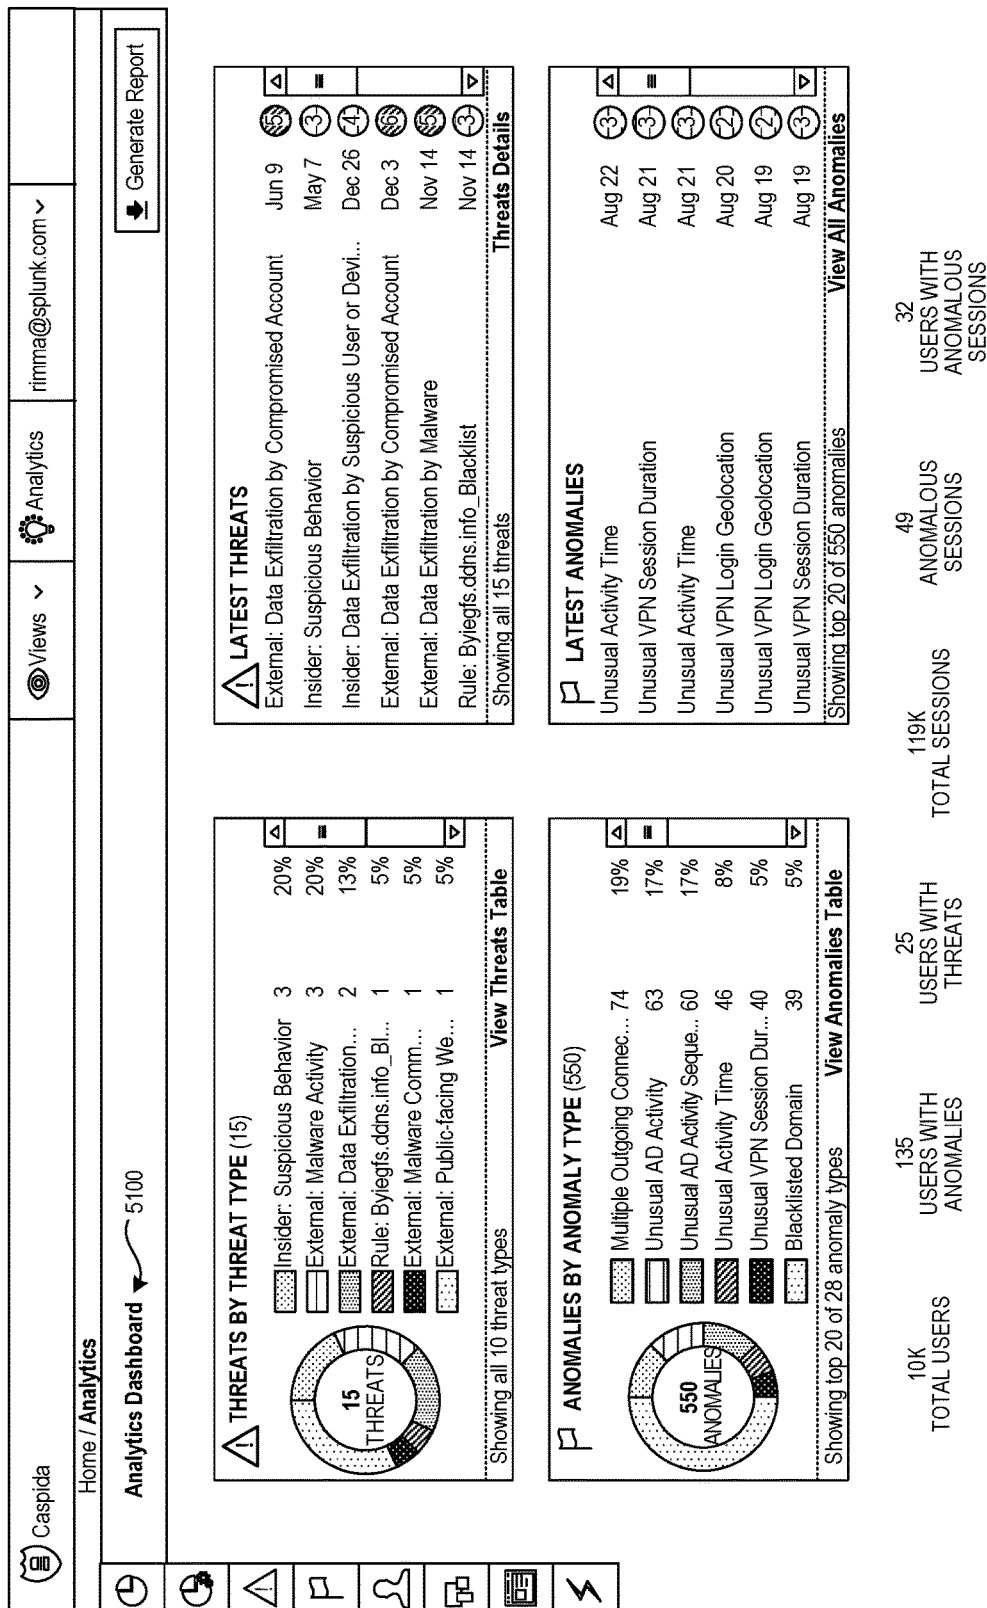 Caspida
Views
Analytics
rimma@splunk.com
Home / Analytics
Analytics Dashboard
5100
Generate Report
THREATS BY THREAT TYPE (15)
15
THREATS
Insider: Suspicious Behavior 3 20%
External: Malware Activity 3 20%
External: Data Exfiltration... 2 13%
Rule: Bylegfs.ddns.info_Bl... 1 5%
External: Malware Comm... 1 5%
External: Public-facing We... 1 5%
Showing all 10 threat types View Threats Table
LATEST THREATS
External: Data Exfiltration by Compromised Account Jun 9 5
Insider: Suspicious Behavior May 7 3
Insider: Data Exfiltration by Suspicious User or Devi... Dec 26 4
External: Data Exfiltration by Compromised Account Dec 3 6
External: Data Exfiltration by Malware Nov 14 5
Rule: Bylegfs.ddns.info_Blacklist Nov 14 3
Showing all 15 threats Threats Details
ANOMALIES BY ANOMALY TYPE (550)
550
ANOMALIES
Multiple Outgoing Connec... 74 19%
Unusual AD Activity 63 17%
Unusual AD Activity Seque... 60 17%
Unusual Activity Time 46 8%
Unusual VPN Session Dur... 40 5%
Blacklisted Domain 39 5%
Showing top 20 of 28 anomaly types View Anomalies Table
LATEST ANOMALIES
Unusual Activity Time Aug 22 3
Unusual VPN Session Duration Aug 21 3
Unusual Activity Time Aug 21 3
Unusual VPN Login Geolocation Aug 20 2
Unusual VPN Login Geolocation Aug 19 2
Unusual VPN Session Duration Aug 19 3
Showing top 20 of 550 anomalies View All Anomalies
10K
TOTAL USERS
135
USERS WITH
ANOMALIES
25
USERS WITH
THREATS
119K
TOTAL SESSIONS
49
ANOMALOUS
SESSIONS
32
USERS WITH
ANOMALOUS
SESSIONS